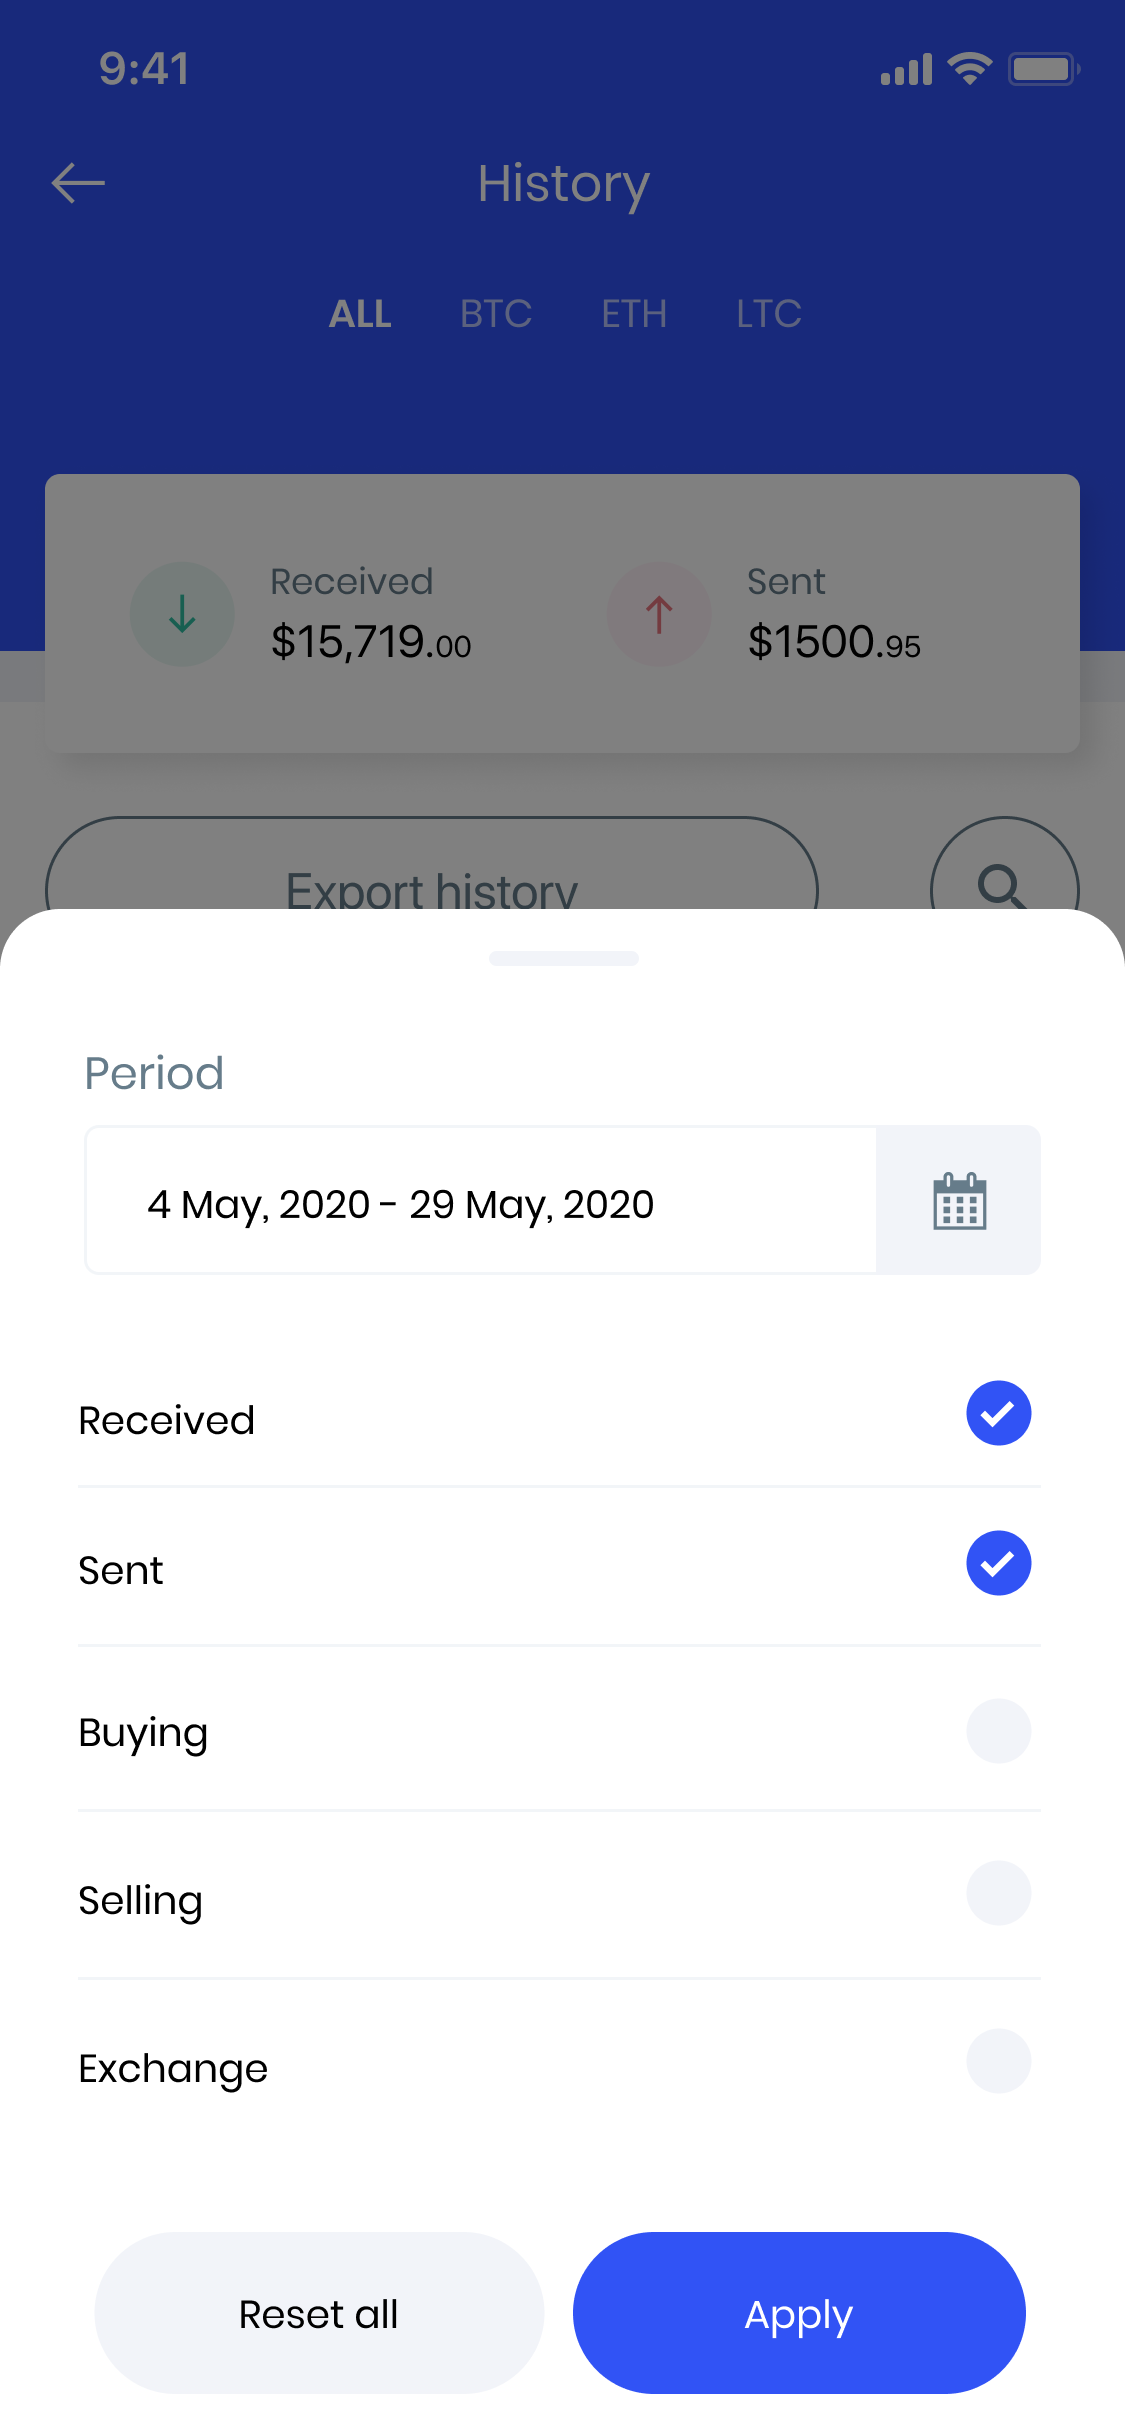 9:41
History
ALL BTC ETH LTC
Received Sent
$15,719.00 $1500.95
Export history
Period
4 May, 2020 - 29 May, 2020
Received
Sent
Buying
Selling
Exchange
Reset all Apply